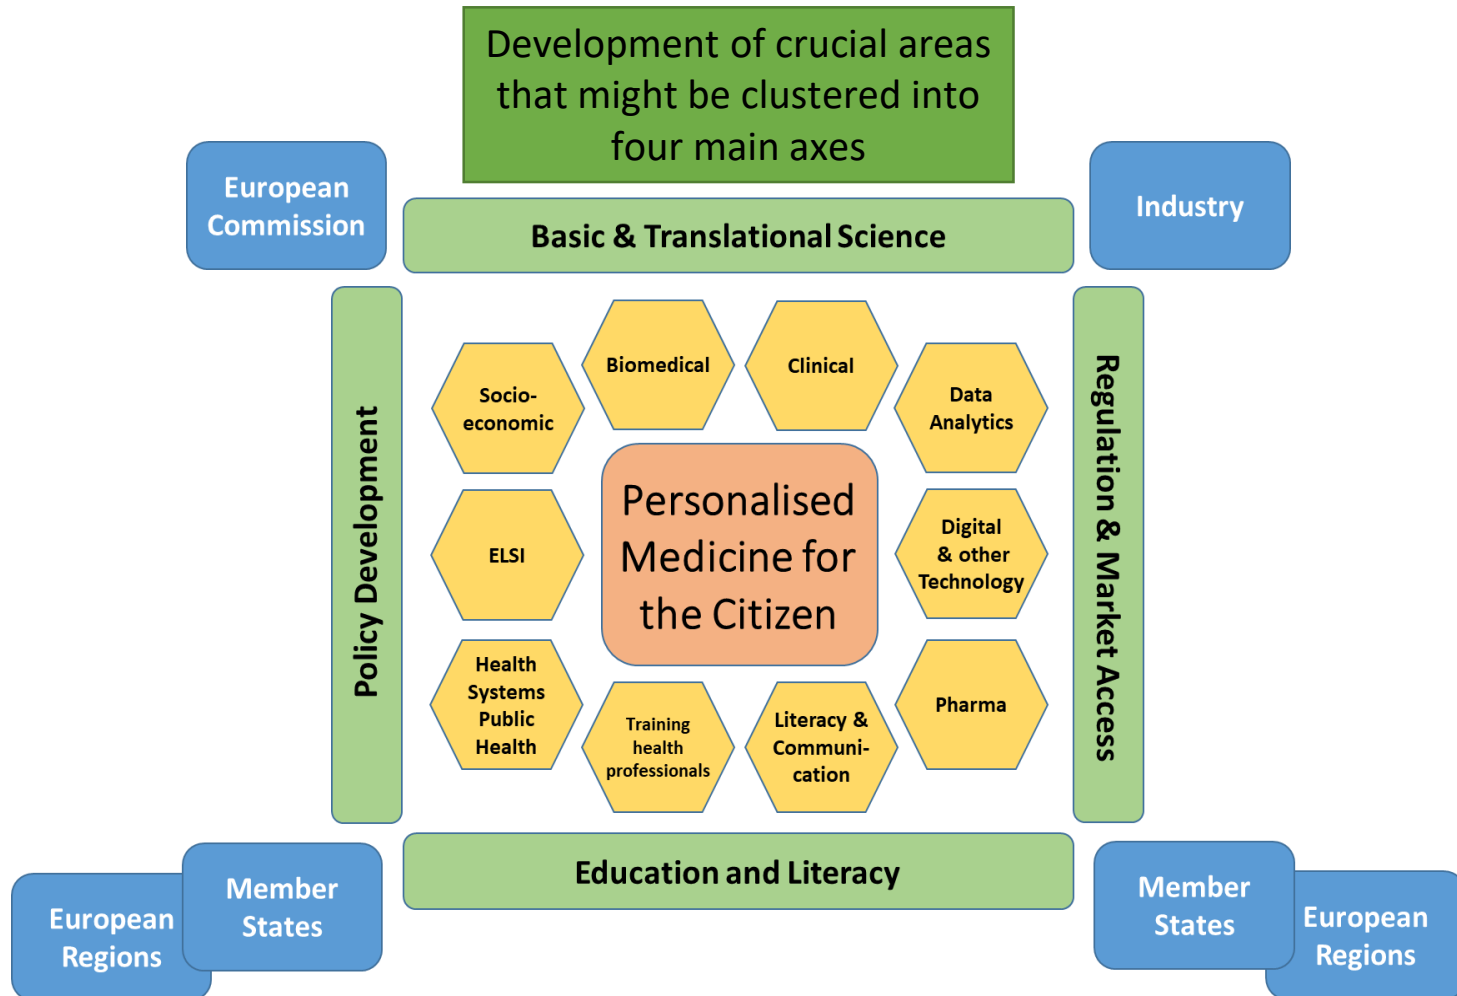 Development of crucial areas
that might be clustered into
four main axes
European
Commission
Industry
Basic & Translational Science
Policy Development
Regulation & Market Access
Socio-
economic
Biomedical
Clinical
Data
Analytics
ELSI
Personalised
Medicine for
the Citizen
Digital
& other
Technology
Health
Systems
Public
Health
Training
health
professionals
Literacy &
Communi-
cation
Pharma
Education and Literacy
European
Regions
Member
States
Member
States
European
Regions